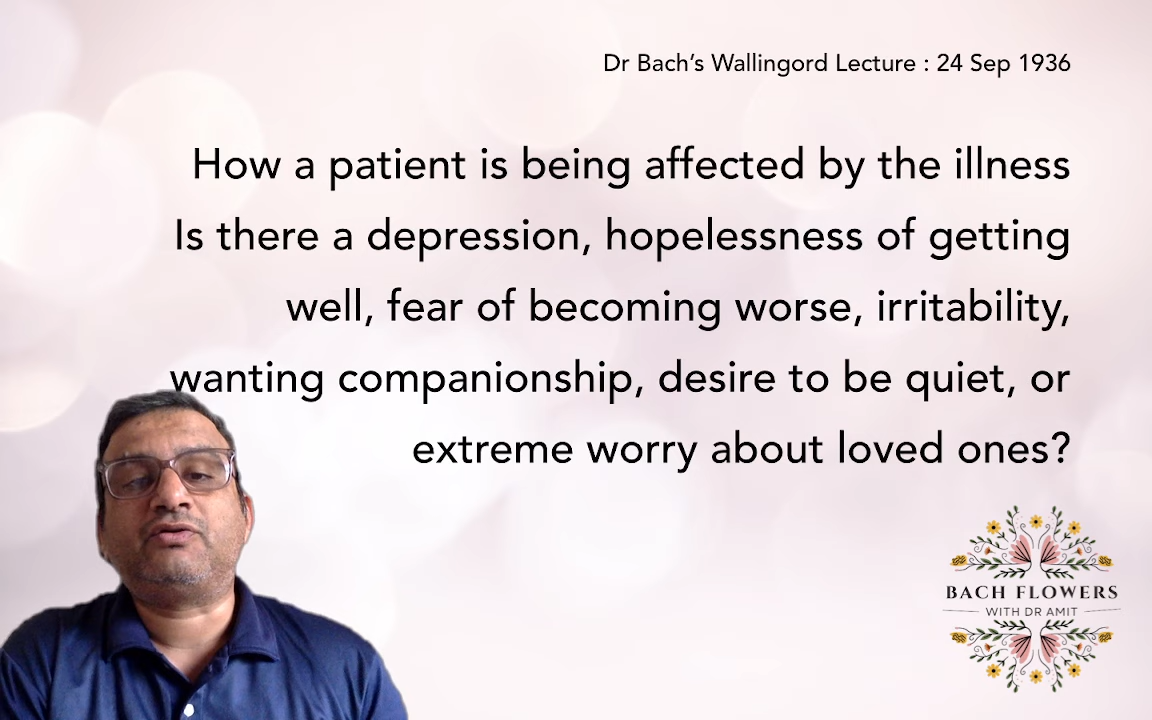 Dr Bach’s Wallingord Lecture : 24 Sep 1936
How a patient is being affected by the illness
Is there a depression, hopelessness of getting
well, fear of becoming worse, irritability,
wanting companionship, desire to be quiet, or
extreme worry about loved ones?
BACH FLOWERS
WITH DR AMIT